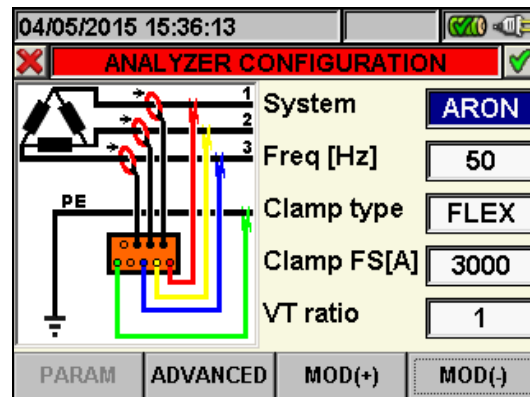 04/05/2015 15:36:13
ANALYZER CONFIGURATION
1
2
3
PE
System ARON
Freq [Hz] 50
Clamp type FLEX
Clamp FS[A] 3000
VT ratio 1
PARAM ADVANCED MOD(+) MOD(-)